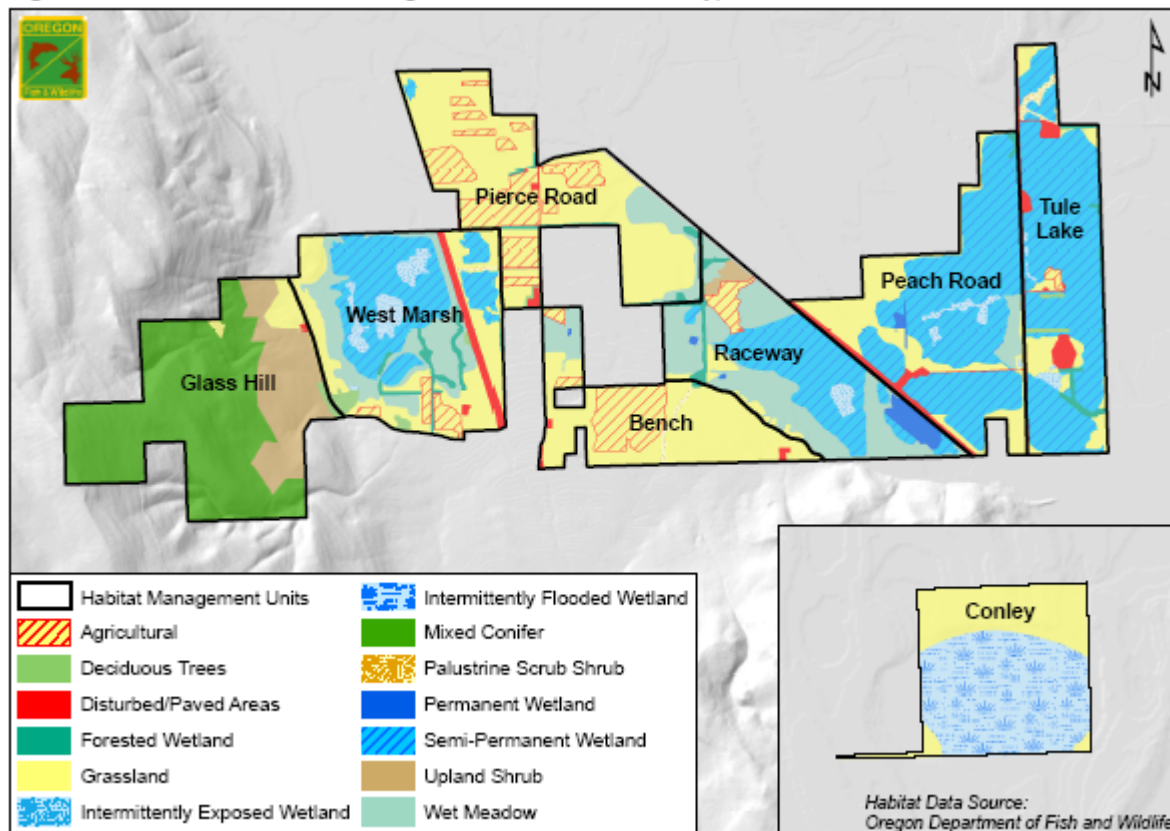 OREGON
Fish & Wildlife
N
Pierce Road
Tule
Lake
Peach Road
West Marsh
Raceway
Glass Hill
Bench
Conley
Habitat Management Units
Agricultural
Deciduous Trees
Disturbed/Paved Areas
Forested Wetland
Grassland
Intermittently Exposed Wetland
Intermittently Flooded Wetland
Mixed Conifer
Palustrine Scrub Shrub
Permanent Wetland
Semi-Permanent Wetland
Upland Shrub
Wet Meadow
Habitat Data Source:
Oregon Department of Fish and Wildlife